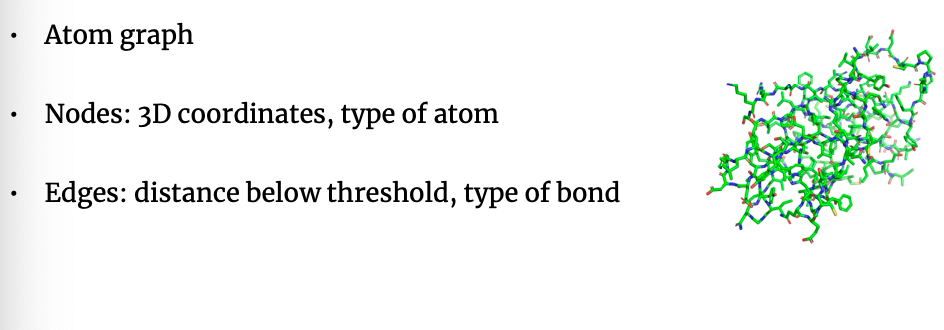 • Atom graph
• Nodes: 3D coordinates, type of atom
• Edges: distance below threshold, type of bond